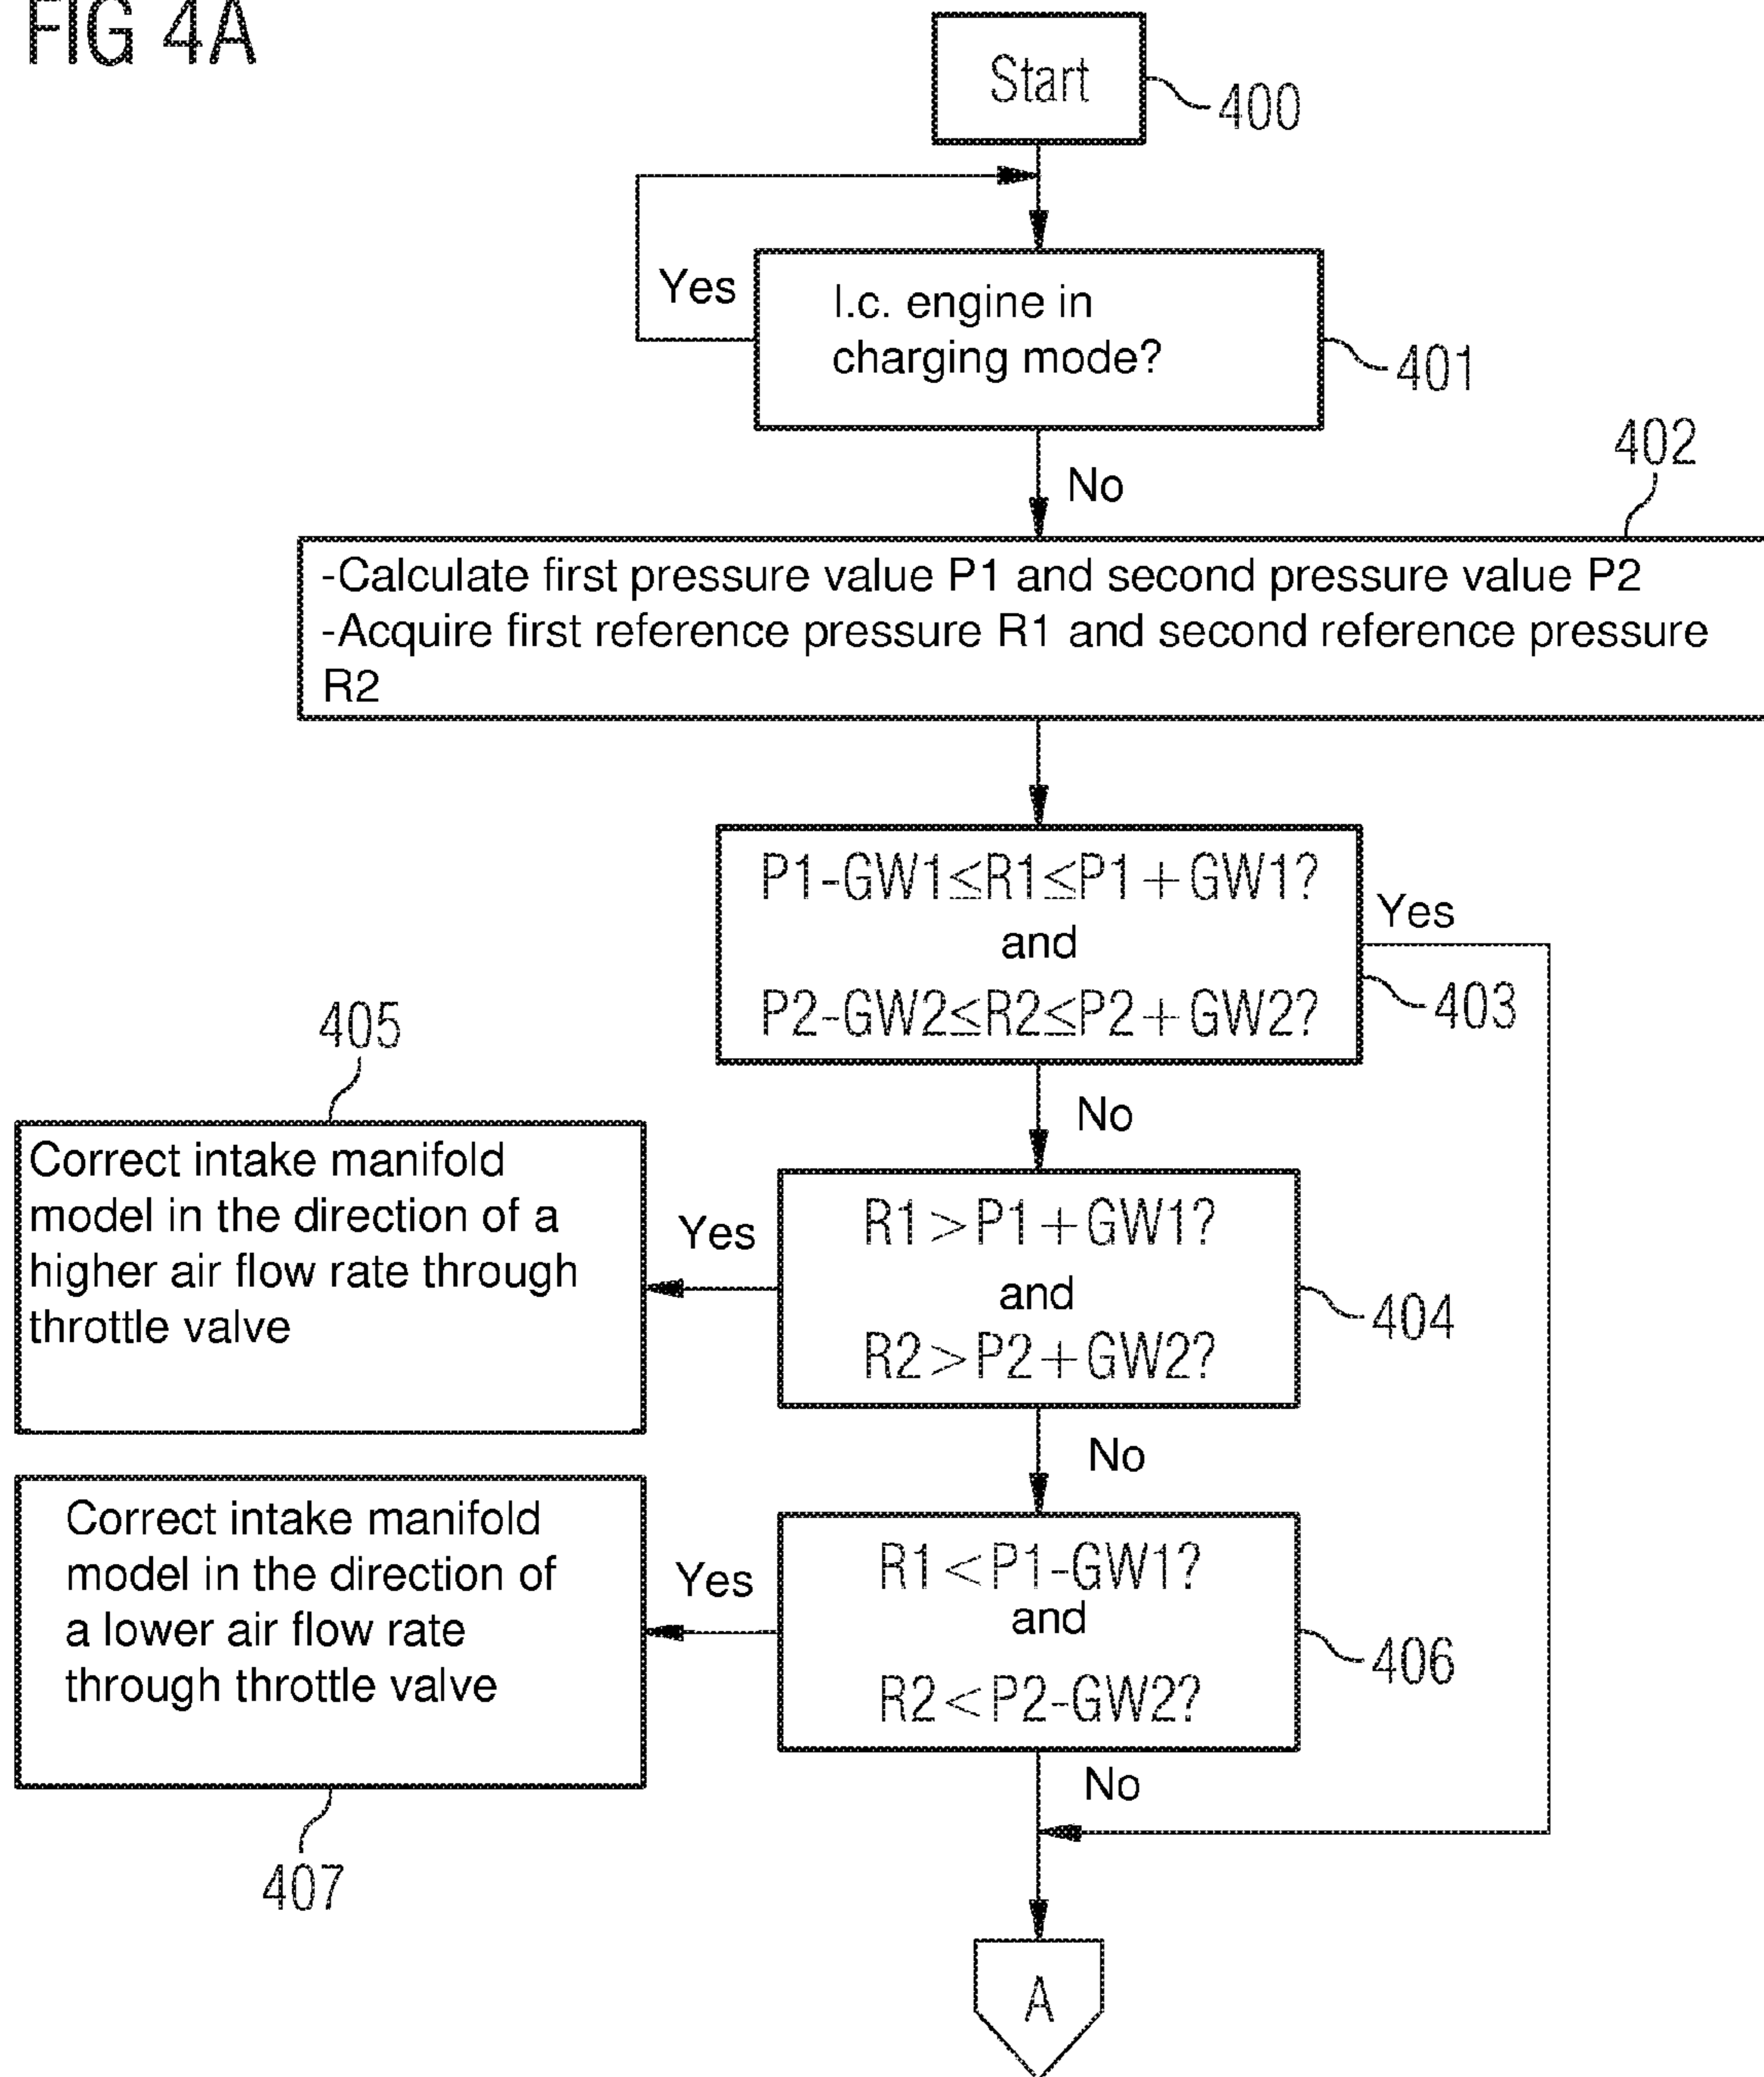 FIG 4A
Start
400
Yes
I.c. engine in
charging mode?
401
No
402
-Calculate first pressure value P1 and second pressure value P2
-Acquire first reference pressure R1 and second reference pressure
R2
P1-GW1≤R1≤P1+GW1?
and
P2-GW2≤R2≤P2+GW2?
Yes
403
No
405
Correct intake manifold
model in the direction of a
higher air flow rate through
throttle valve
Yes
R1>P1+GW1?
and
R2>P2+GW2?
404
No
Correct intake manifold
model in the direction of
a lower air flow rate
through throttle valve
407
Yes
R1<P1-GW1?
and
R2<P2-GW2?
406
No
A